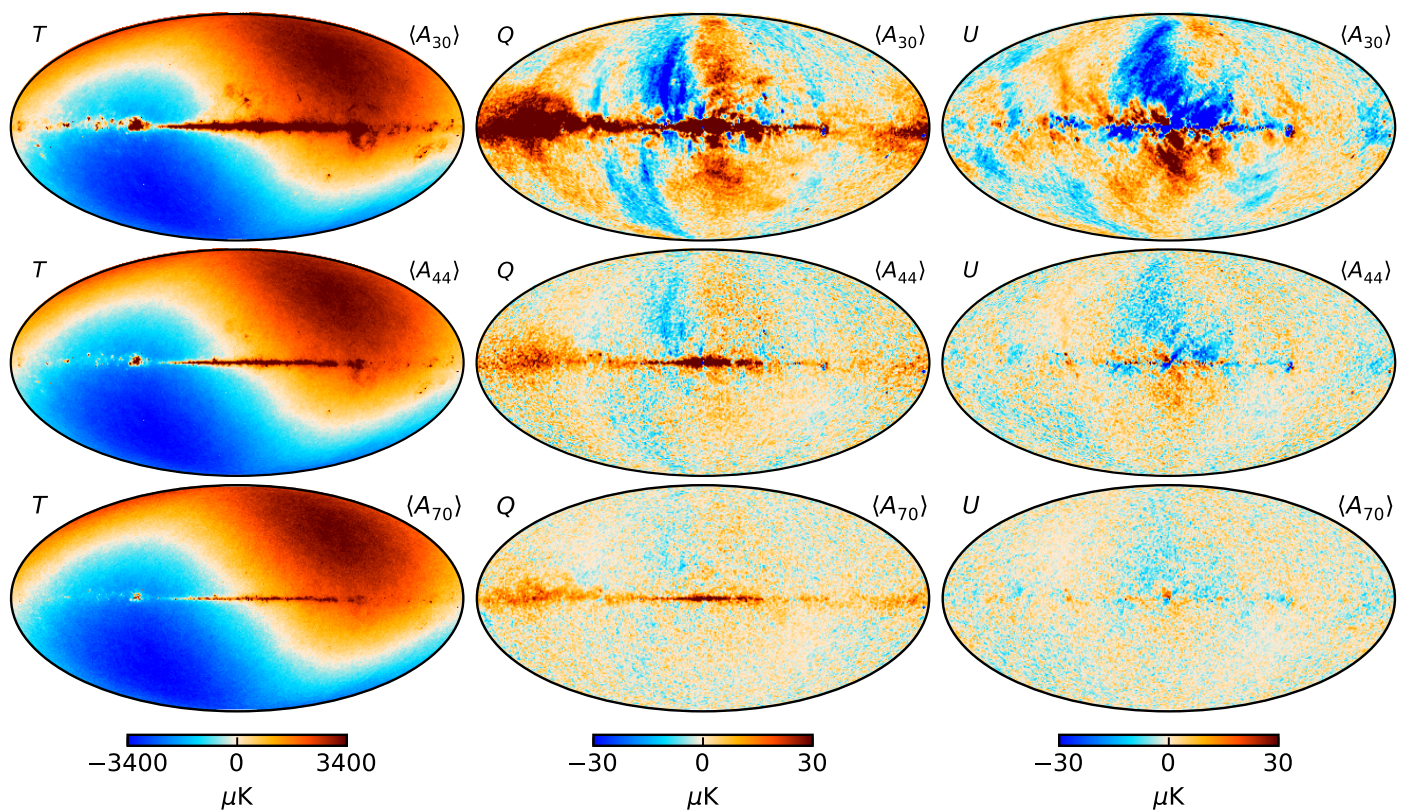 T ⟨A₃₀⟩ Q ⟨A₃₀⟩ U ⟨A₃₀⟩
T ⟨A₄₄⟩ Q ⟨A₄₄⟩ U ⟨A₄₄⟩
T ⟨A₇₀⟩ Q ⟨A₇₀⟩ U ⟨A₇₀⟩
−3400 0 3400 −30 0 30 −30 0 30
μK μK μK